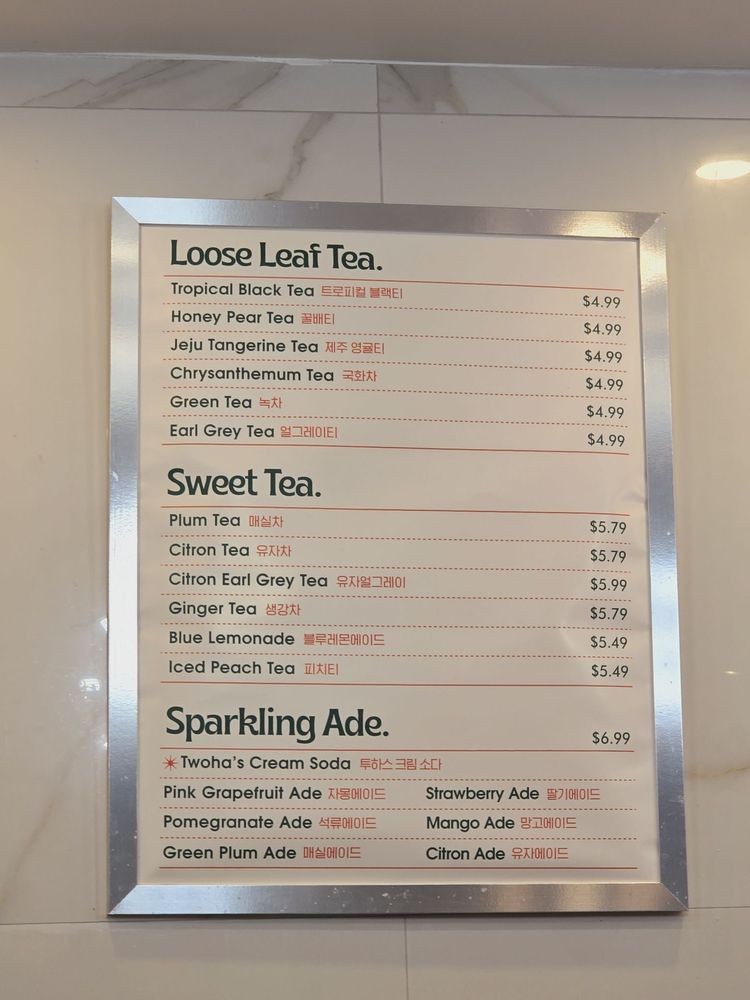 Loose Leaf Tea.
Tropical Black Tea 트로피컬 블랙티 $4.99
Honey Pear Tea 꿀배티 $4.99
Jeju Tangerine Tea 제주 영귤티 $4.99
Chrysanthemum Tea 국화차 $4.99
Green Tea 녹차 $4.99
Earl Grey Tea 얼그레이티 $4.99
Sweet Tea.
Plum Tea 매실차 $5.79
Citron Tea 유자차 $5.79
Citron Earl Grey Tea 유자얼그레이 $5.99
Ginger Tea 생강차 $5.79
Blue Lemonade 블루레몬에이드 $5.49
Iced Peach Tea 피치티 $5.49
Sparkling Ade. $6.99
Twoha's Cream Soda 투하스 크림 소다
Pink Grapefruit Ade 자몽에이드 Strawberry Ade 딸기에이드
Pomegranate Ade 석류에이드 Mango Ade 망고에이드
Green Plum Ade 매실에이드 Citron Ade 유자에이드